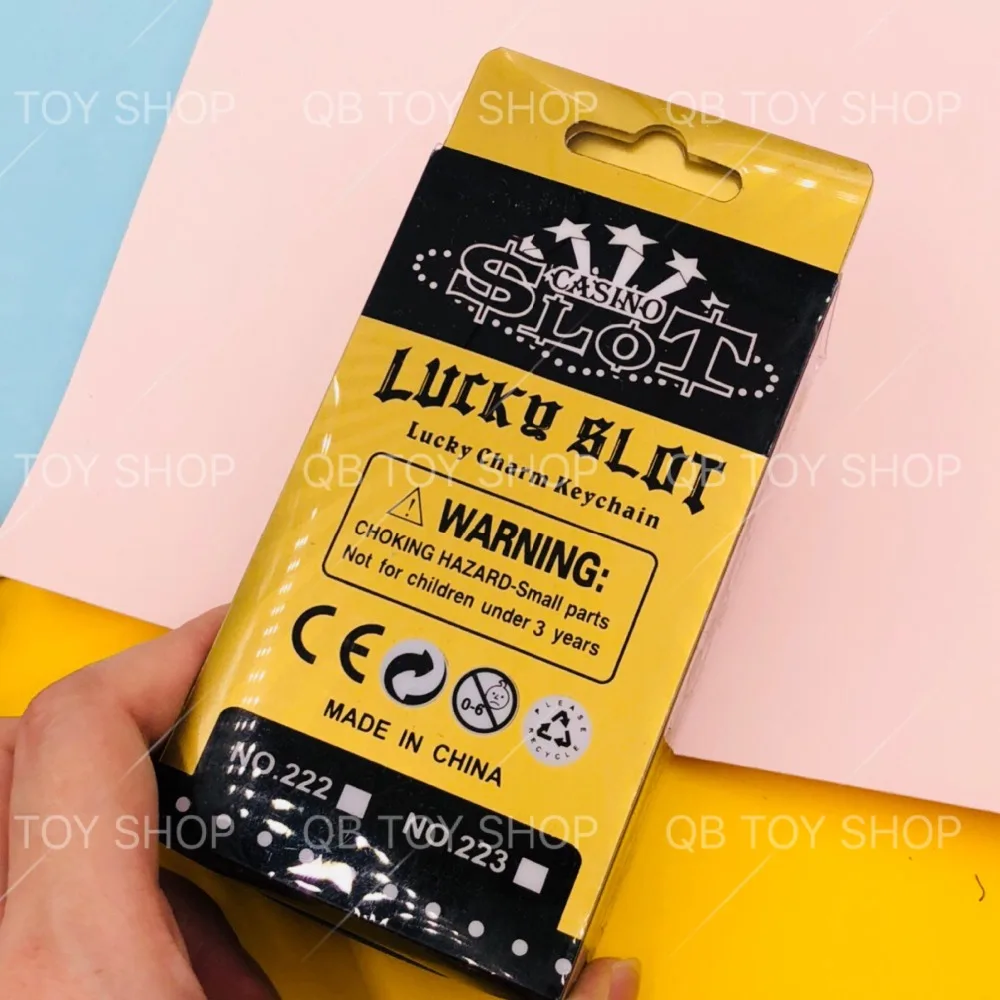 TOY SHOP QB TOY SHOP QB TOY SHOP
CASINO
SLOT
LUCKY SLOT
Lucky Charm Keychain
TOY SHOP QB TOY SHOP QB TOY SHOP
WARNING:
CHOKING HAZARD-Small parts
Not for children under 3 years
CE
0-6
PLEASE RECYCLE
MADE IN CHINA
NO.222 NO.223
TOY SHOP QB TOY SHOP QB TOY SHOP